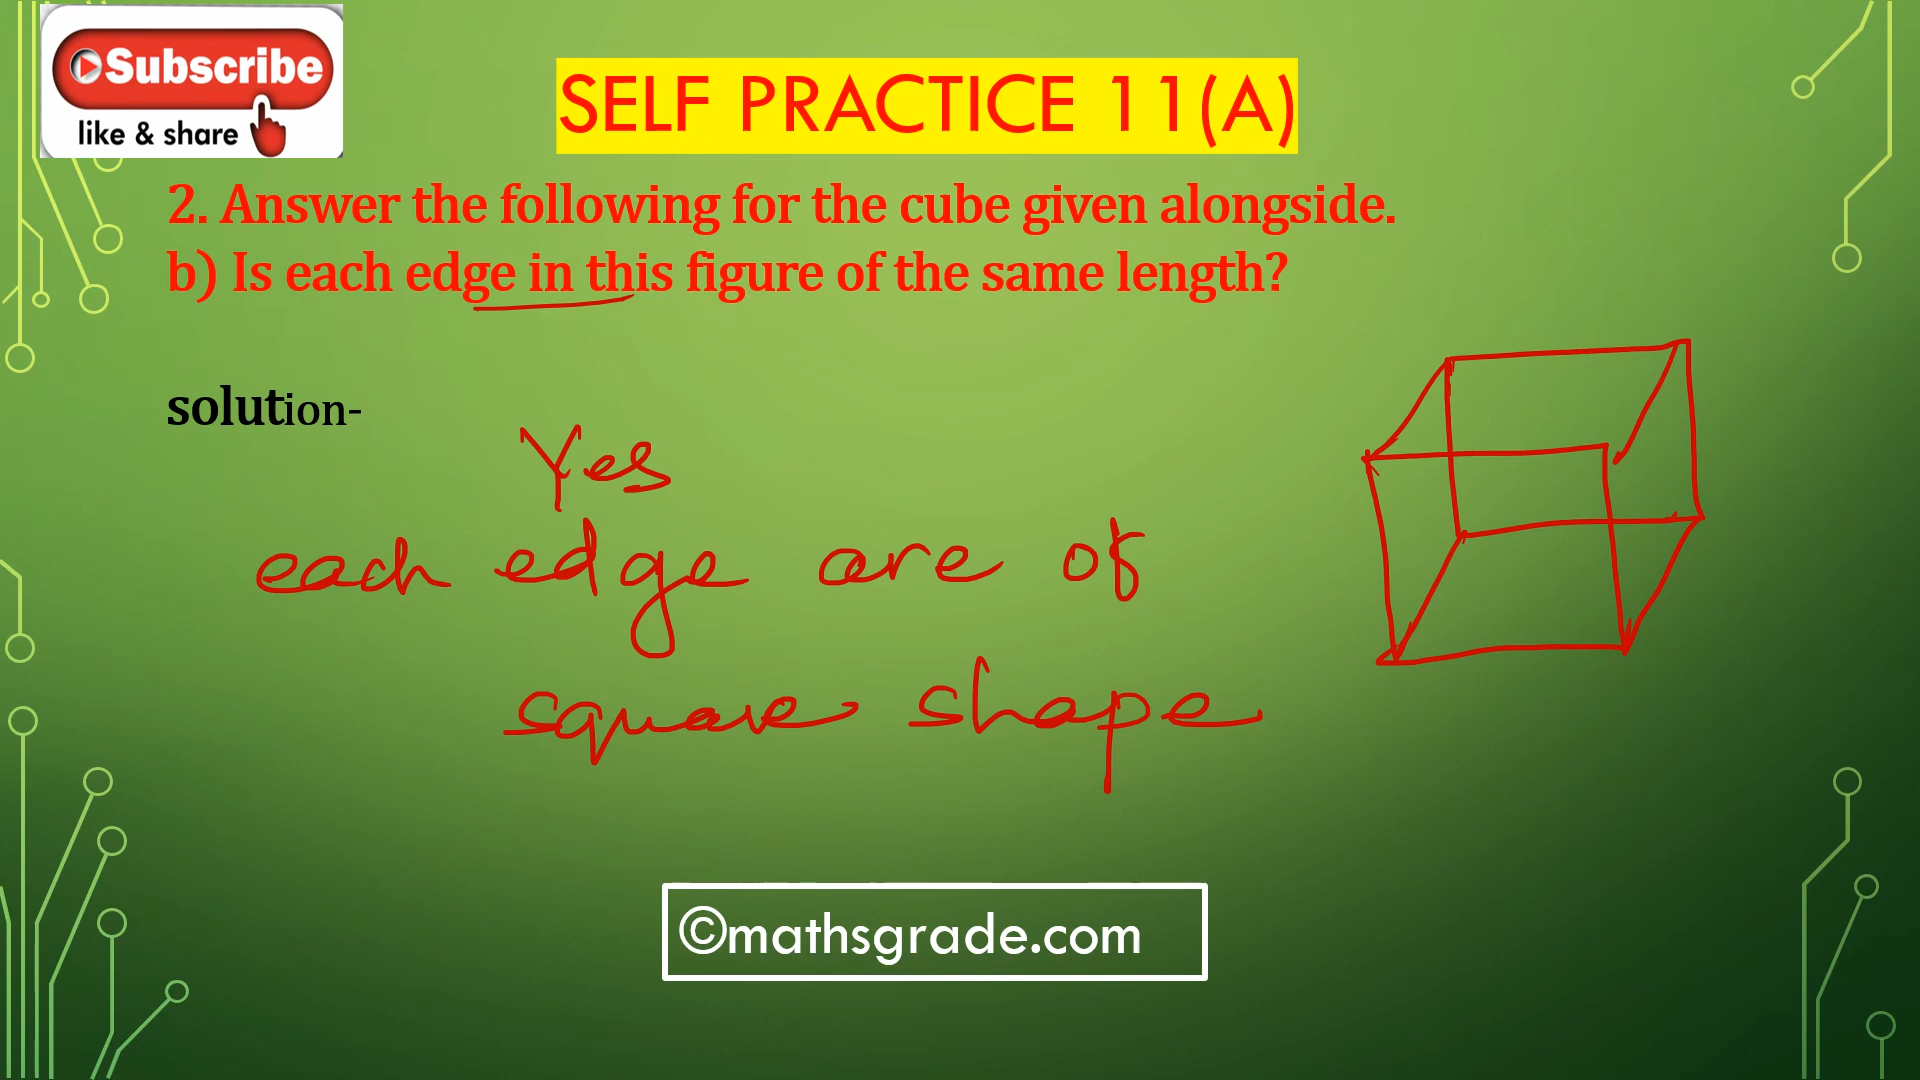 Subscribe
like & share
SELF PRACTICE 11(A)
2. Answer the following for the cube given alongside.
b) Is each edge in this figure of the same length?
solution-
Yes
each edge are of
square shape
©mathsgrade.com